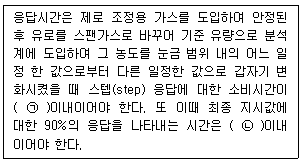 응답시간은 제로 조정용 가스를 도입하여 안정된
후 유로를 스팬가스로 바꾸어 기준 유량으로 분석
계에 도입하여 그 농도를 눈금 범위 내의 어느 일
정 한 값으로부터 다른 일정한 값으로 갑자기 변
화시켰을 때 스텝(step) 응답에 대한 소비시간이
( ㉠ )이내이어야 한다. 또 이때 최종 지시값에
대한 90%의 응답을 나타내는 시간은 ( ㉡ )이내
이어야 한다.